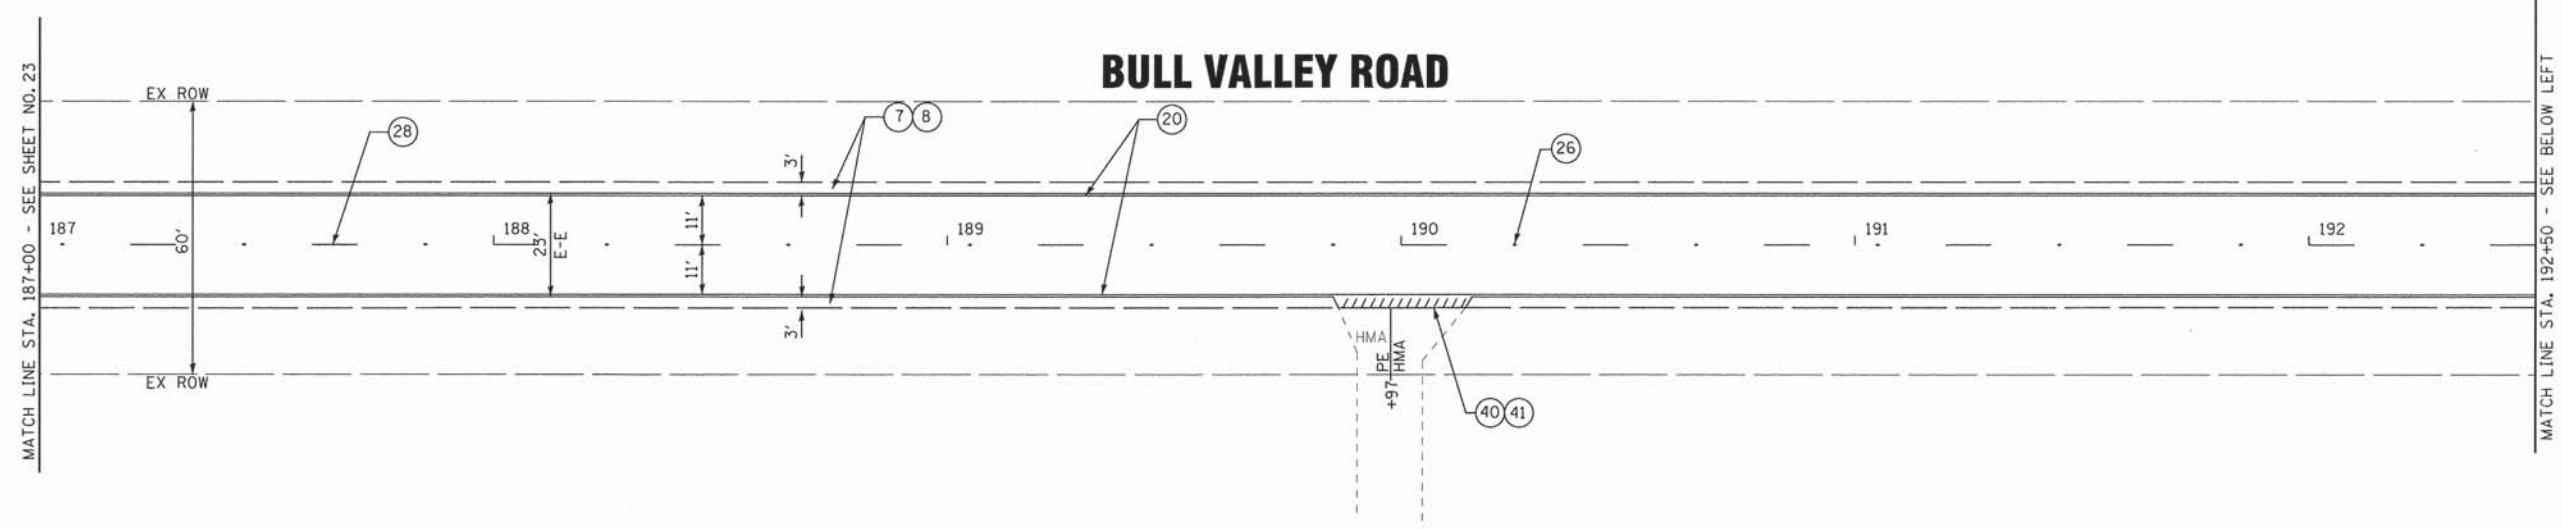 BULL VALLEY ROAD
MATCH LINE STA. 187+00 - SEE SHEET NO. 23
EX ROW
7 8
20
28
26
3'
187
60'
188
23'
E-E
11'
11'
189
190
191
192
3'
EX ROW
HMA
PE
HMA
+97
40 41
MATCH LINE STA. 192+50 - SEE BELOW LEFT